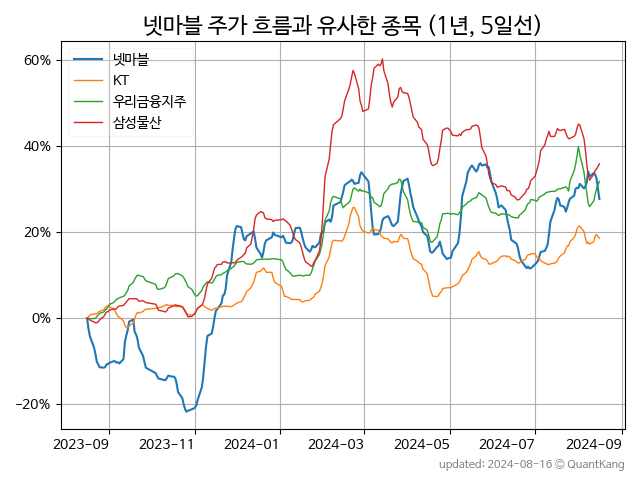 넷마블 주가 흐름과 유사한 종목 (1년, 5일선)
넷마블
KT
우리금융지주
삼성물산
60%
40%
20%
0%
−20%
2023-09 2023-11 2024-01 2024-03 2024-05 2024-07 2024-09
updated: 2024-08-16 © QuantKang